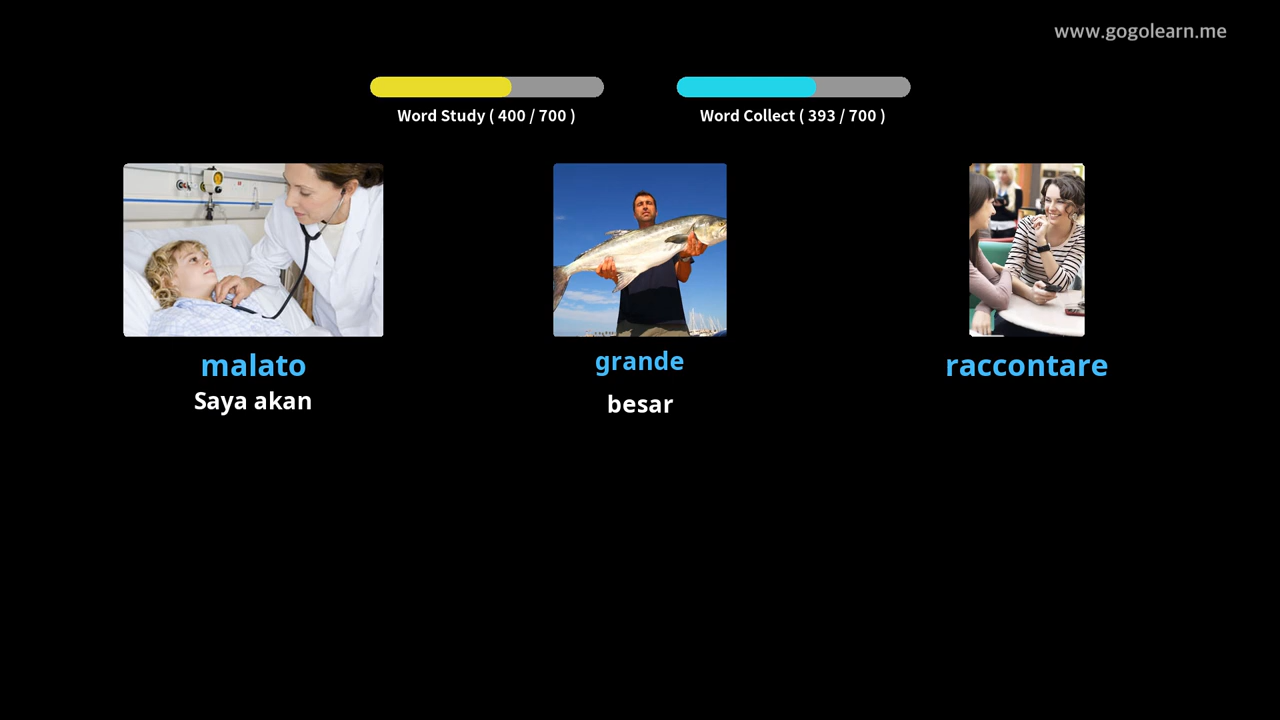 www.gogolearn.me
Word Study ( 400 / 700 )
Word Collect ( 393 / 700 )
malato
Saya akan
grande
besar
raccontare